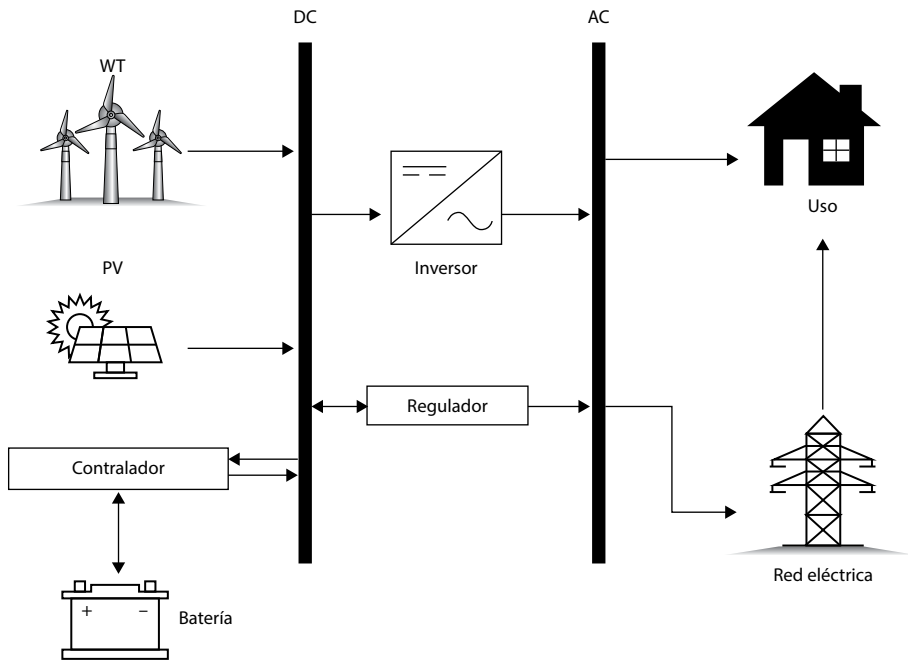 DC
AC
WT
Uso
PV
Inversor
Regulador
Contralador
Red eléctrica
+ −
Batería